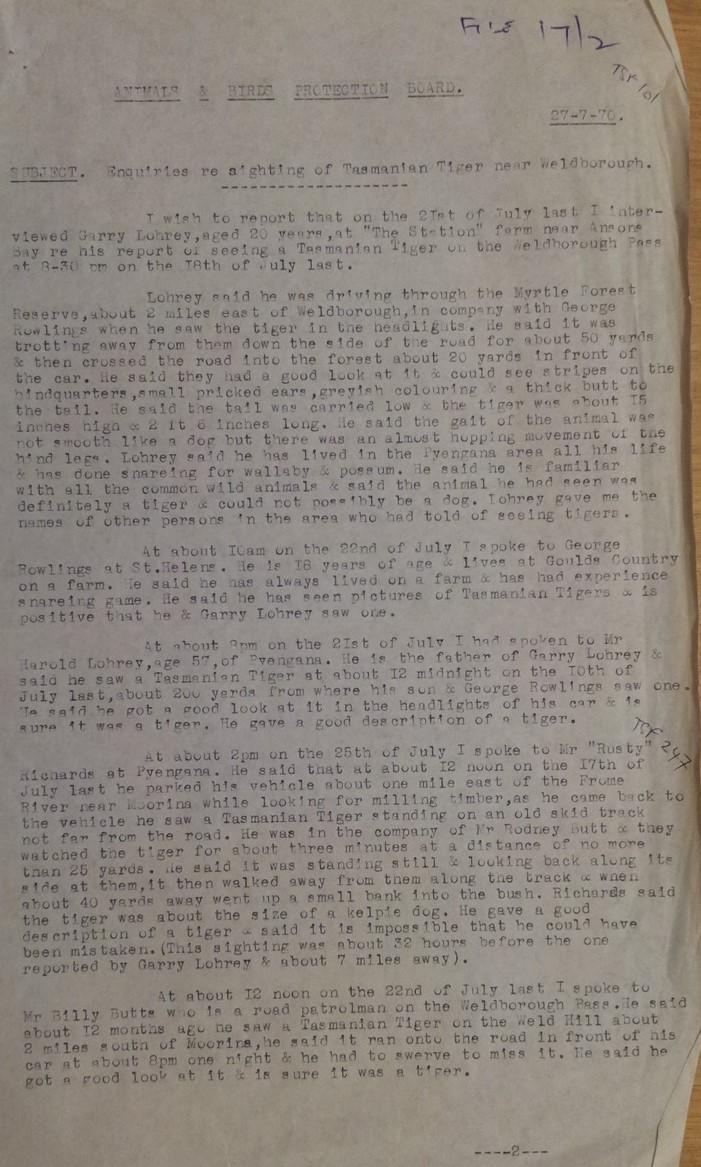 FILE 17/2
TSK 101
ANIMALS & BIRDS PROTECTION BOARD.
27-7-70.
SUBJECT. Enquiries re sighting of Tasmanian Tiger near Weldborough.
--------------------
I wish to report that on the 2Ist of July last I inter-
viewed Garry Lohrey,aged 20 years,at "The Station" farm near Ansons
Bay re his report of seeing a Tasmanian Tiger on the Weldborough Pass
at 8-30 pm on the I8th of July last.
Lohrey said he was driving through the Myrtle Forest
Reserve,about 2 miles east of Weldborough,in company with George
Rowlings when he saw the tiger in the headlights. He said it was
trotting away from them down the side of the road for about 50 yards
& then crossed the road into the forest about 20 yards in front of
the car. He said they had a good look at it & could see stripes on the
hindquarters,small pricked ears,greyish colouring & a thick butt to
the tail. He said the tail was carried low & the tiger was about I5
inches high & 2 ft 6 inches long. He said the gait of the animal was
not smooth like a dog but there was an almost hopping movement of the
hind legs. Lohrey said he has lived in the Pyengana area all his life
& has done snareing for wallaby & possum. He said he is familiar
with all the common wild animals & said the animal he had seen was
definitely a tiger & could not possibly be a dog. Lohrey gave me the
names of other persons in the area who had told of seeing tigers.
At about I0am on the 22nd of July I spoke to George
Rowlings at St.Helens. He is I8 years of age & lives at Goulds Country
on a farm. He said he has always lived on a farm & has had experience
snareing game. He said he has seen pictures of Tasmanian Tigers & is
positive that he & Garry Lohrey saw one.
At about pm on the 2Ist of July I had spoken to Mr
Harold Lohrey,age 57,of Pyengana. He is the father of Garry Lohrey &
said he saw a Tasmanian Tiger at about I2 midnight on the I0th of
July last,about 200 yards from where his son & George Rowlings saw one.
He said he got a good look at it in the headlights of his car & is
sure it was a tiger. He gave a good description of a tiger.
TSK 247
At about 2pm on the 25th of July I spoke to Mr "Rusty"
Richards at Pyengana. He said that at about I2 noon on the I7th of
July last he parked his vehicle about one mile east of the Frome
River near Moorina while looking for milling timber,as he came back to
the vehicle he saw a Tasmanian Tiger standing on an old skid track
not far from the road. He was in the company of Mr Rodney Butt & they
watched the tiger for about three minutes at a distance of no more
than 25 yards. He said it was standing still & looking back along its
side at them,it then walked away from them along the track & when
about 40 yards away went up a small bank into the bush. Richards said
the tiger was about the size of a kelpie dog. He gave a good
description of a tiger & said it is impossible that he could have
been mistaken.(This sighting was about 32 hours before the one
reported by Garry Lohrey & about 7 miles away).
At about I2 noon on the 22nd of July last I spoke to
Mr Billy Butts who is a road patrolman on the Weldborough Pass.He said
about I2 months ago he saw a Tasmanian Tiger on the Weld Hill about
2 miles south of Moorina,he said it ran onto the road in front of his
car at about 8pm one night & he had to swerve to miss it. He said he
got a good look at it & is sure it was a tiger.
----2---